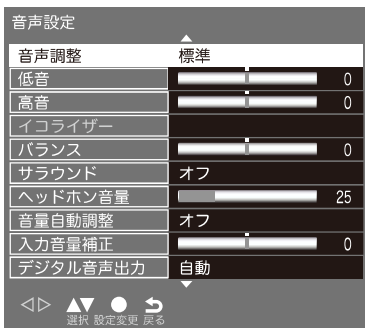 音声設定
音声調整 標準
低音 0
高音 0
イコライザー
バランス 0
サラウンド オフ
ヘッドホン音量 25
音量自動調整 オフ
入力音量補正 0
デジタル音声出力 自動
選択 設定変更 戻る